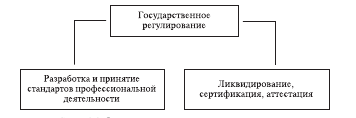 Государственное
регулирование
Разработка и принятие
стандартов профессиональной
деятельности
Ликвидирование,
сертификация, аттестация